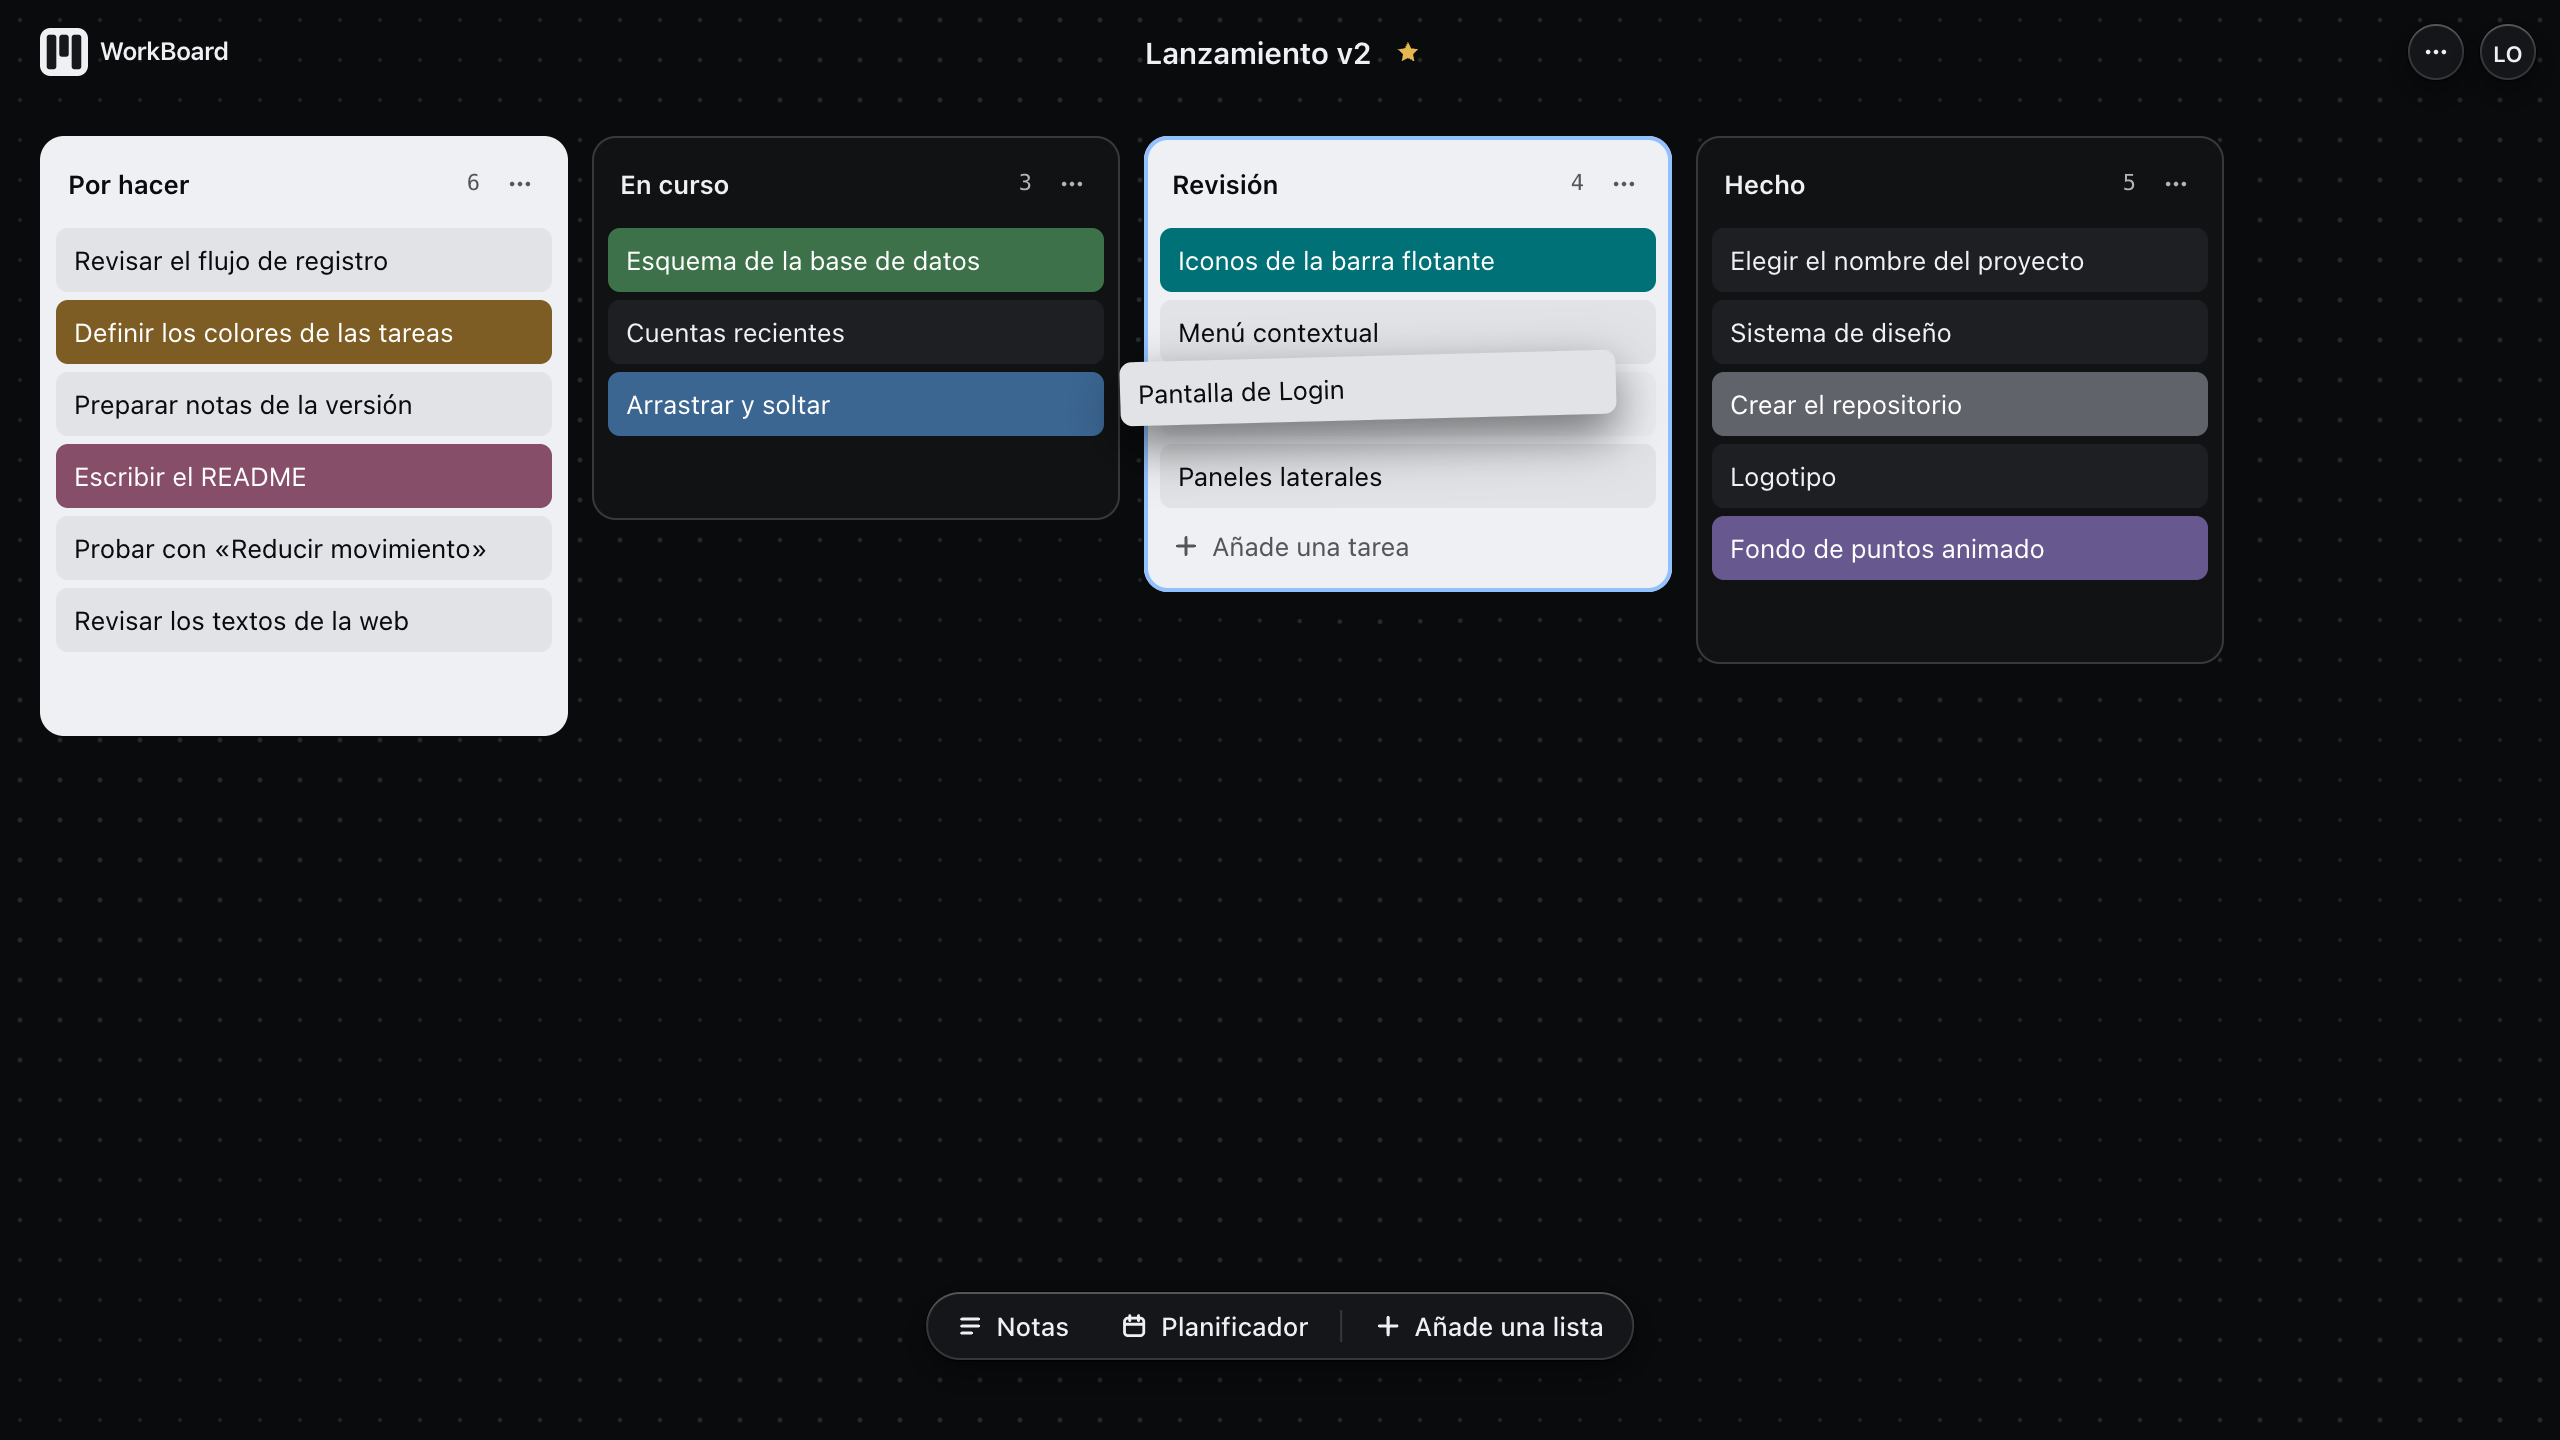 WorkBoard
Lanzamiento v2
LO
Por hacer 6
Revisar el flujo de registro
Definir los colores de las tareas
Preparar notas de la versión
Escribir el README
Probar con «Reducir movimiento»
Revisar los textos de la web
En curso 3
Esquema de la base de datos
Cuentas recientes
Arrastrar y soltar
Revisión 4
Iconos de la barra flotante
Menú contextual
Pantalla de Login
Paneles laterales
Añade una tarea
Hecho 5
Elegir el nombre del proyecto
Sistema de diseño
Crear el repositorio
Logotipo
Fondo de puntos animado
Notas
Planificador
Añade una lista